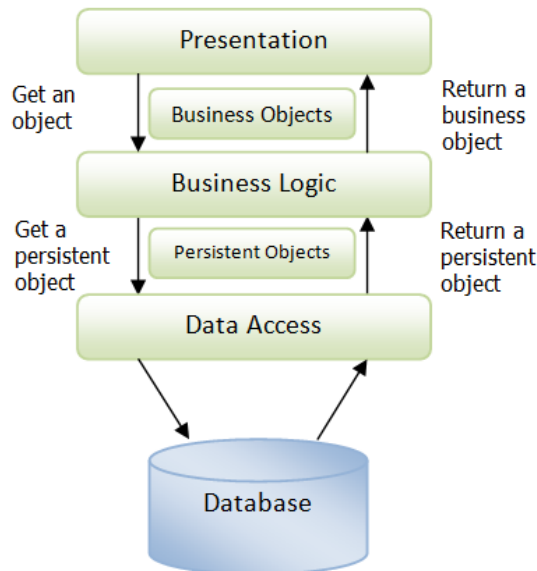 Presentation
Get an
object
Business Objects
Return a
business
object
Business Logic
Get a
persistent
object
Persistent Objects
Return a
persistent
object
Data Access
Database